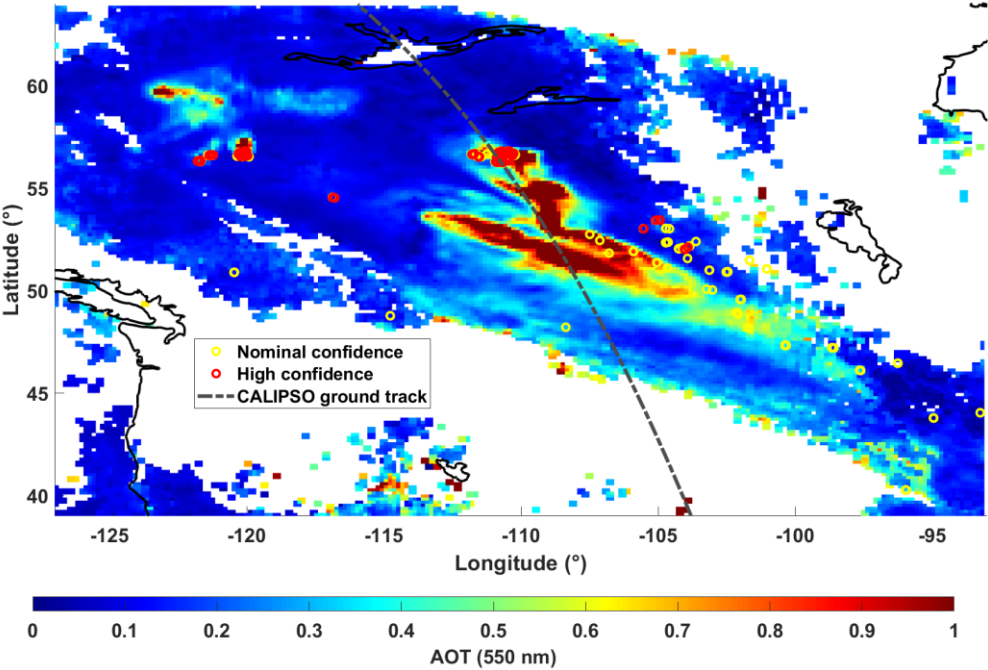 60
55
50
45
40
Latitude (°)
Nominal confidence
High confidence
CALIPSO ground track
-125 -120 -115 -110 -105 -100 -95
Longitude (°)
0 0.1 0.2 0.3 0.4 0.5 0.6 0.7 0.8 0.9 1
AOT (550 nm)